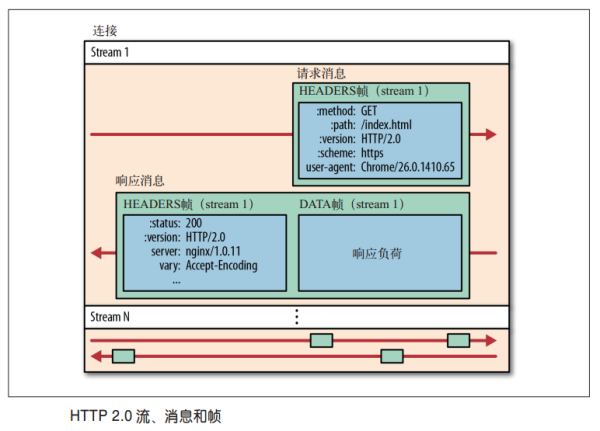 连接
Stream 1
请求消息
HEADERS帧（stream 1）
:method: GET
:path: /index.html
:version: HTTP/2.0
:scheme: https
user-agent: Chrome/26.0.1410.65
响应消息
HEADERS帧（stream 1）
:status: 200
:version: HTTP/2.0
server: nginx/1.0.11
vary: Accept-Encoding
...
DATA帧（stream 1）
响应负荷
Stream N
HTTP 2.0 流、消息和帧